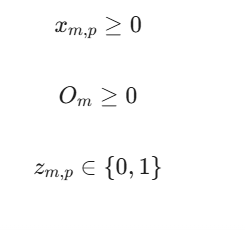 x_{m,p} ≥ 0
O_m ≥ 0
z_{m,p} ∈ {0, 1}